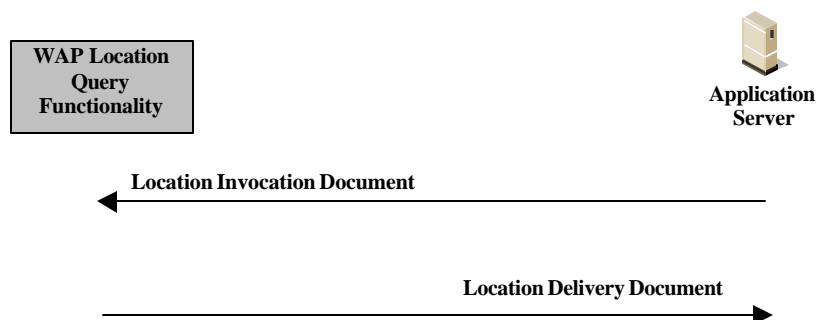 WAP Location
Query
Functionality
Application
Server
Location Invocation Document
Location Delivery Document